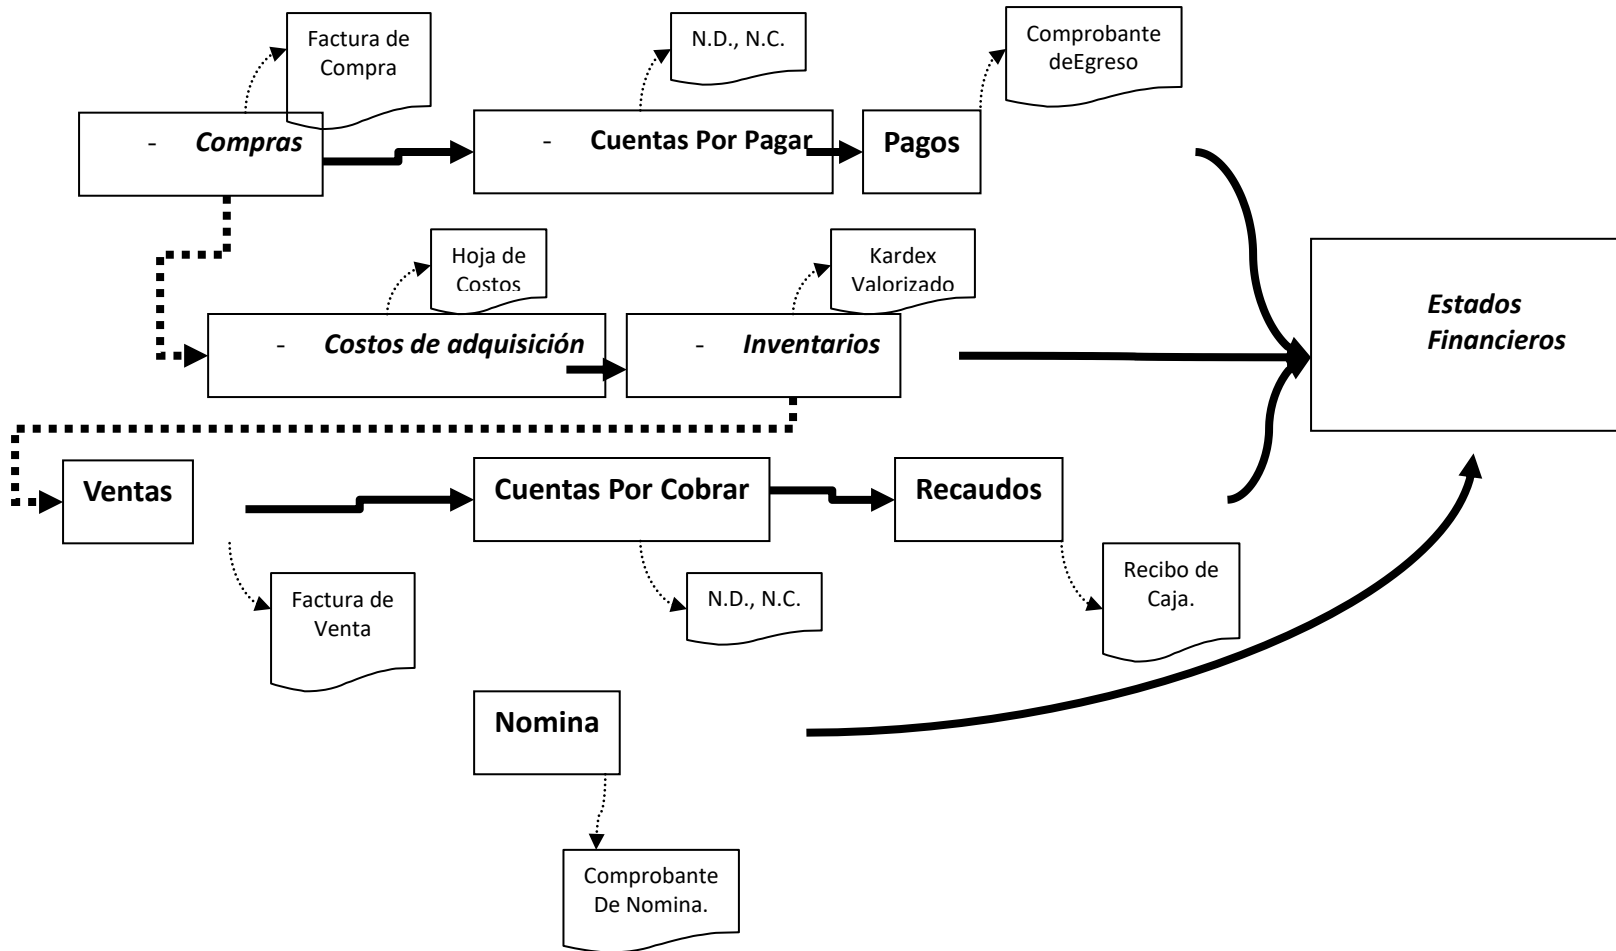 Factura de
Compra
N.D., N.C.
Comprobante
deEgreso
- Compras
- Cuentas Por Pagar
Pagos
Hoja de
Costos
Kardex
Valorizado
Estados
Financieros
- Costos de adquisición
- Inventarios
Ventas
Cuentas Por Cobrar
Recaudos
Factura de
Venta
N.D., N.C.
Recibo de
Caja.
Nomina
Comprobante
De Nomina.